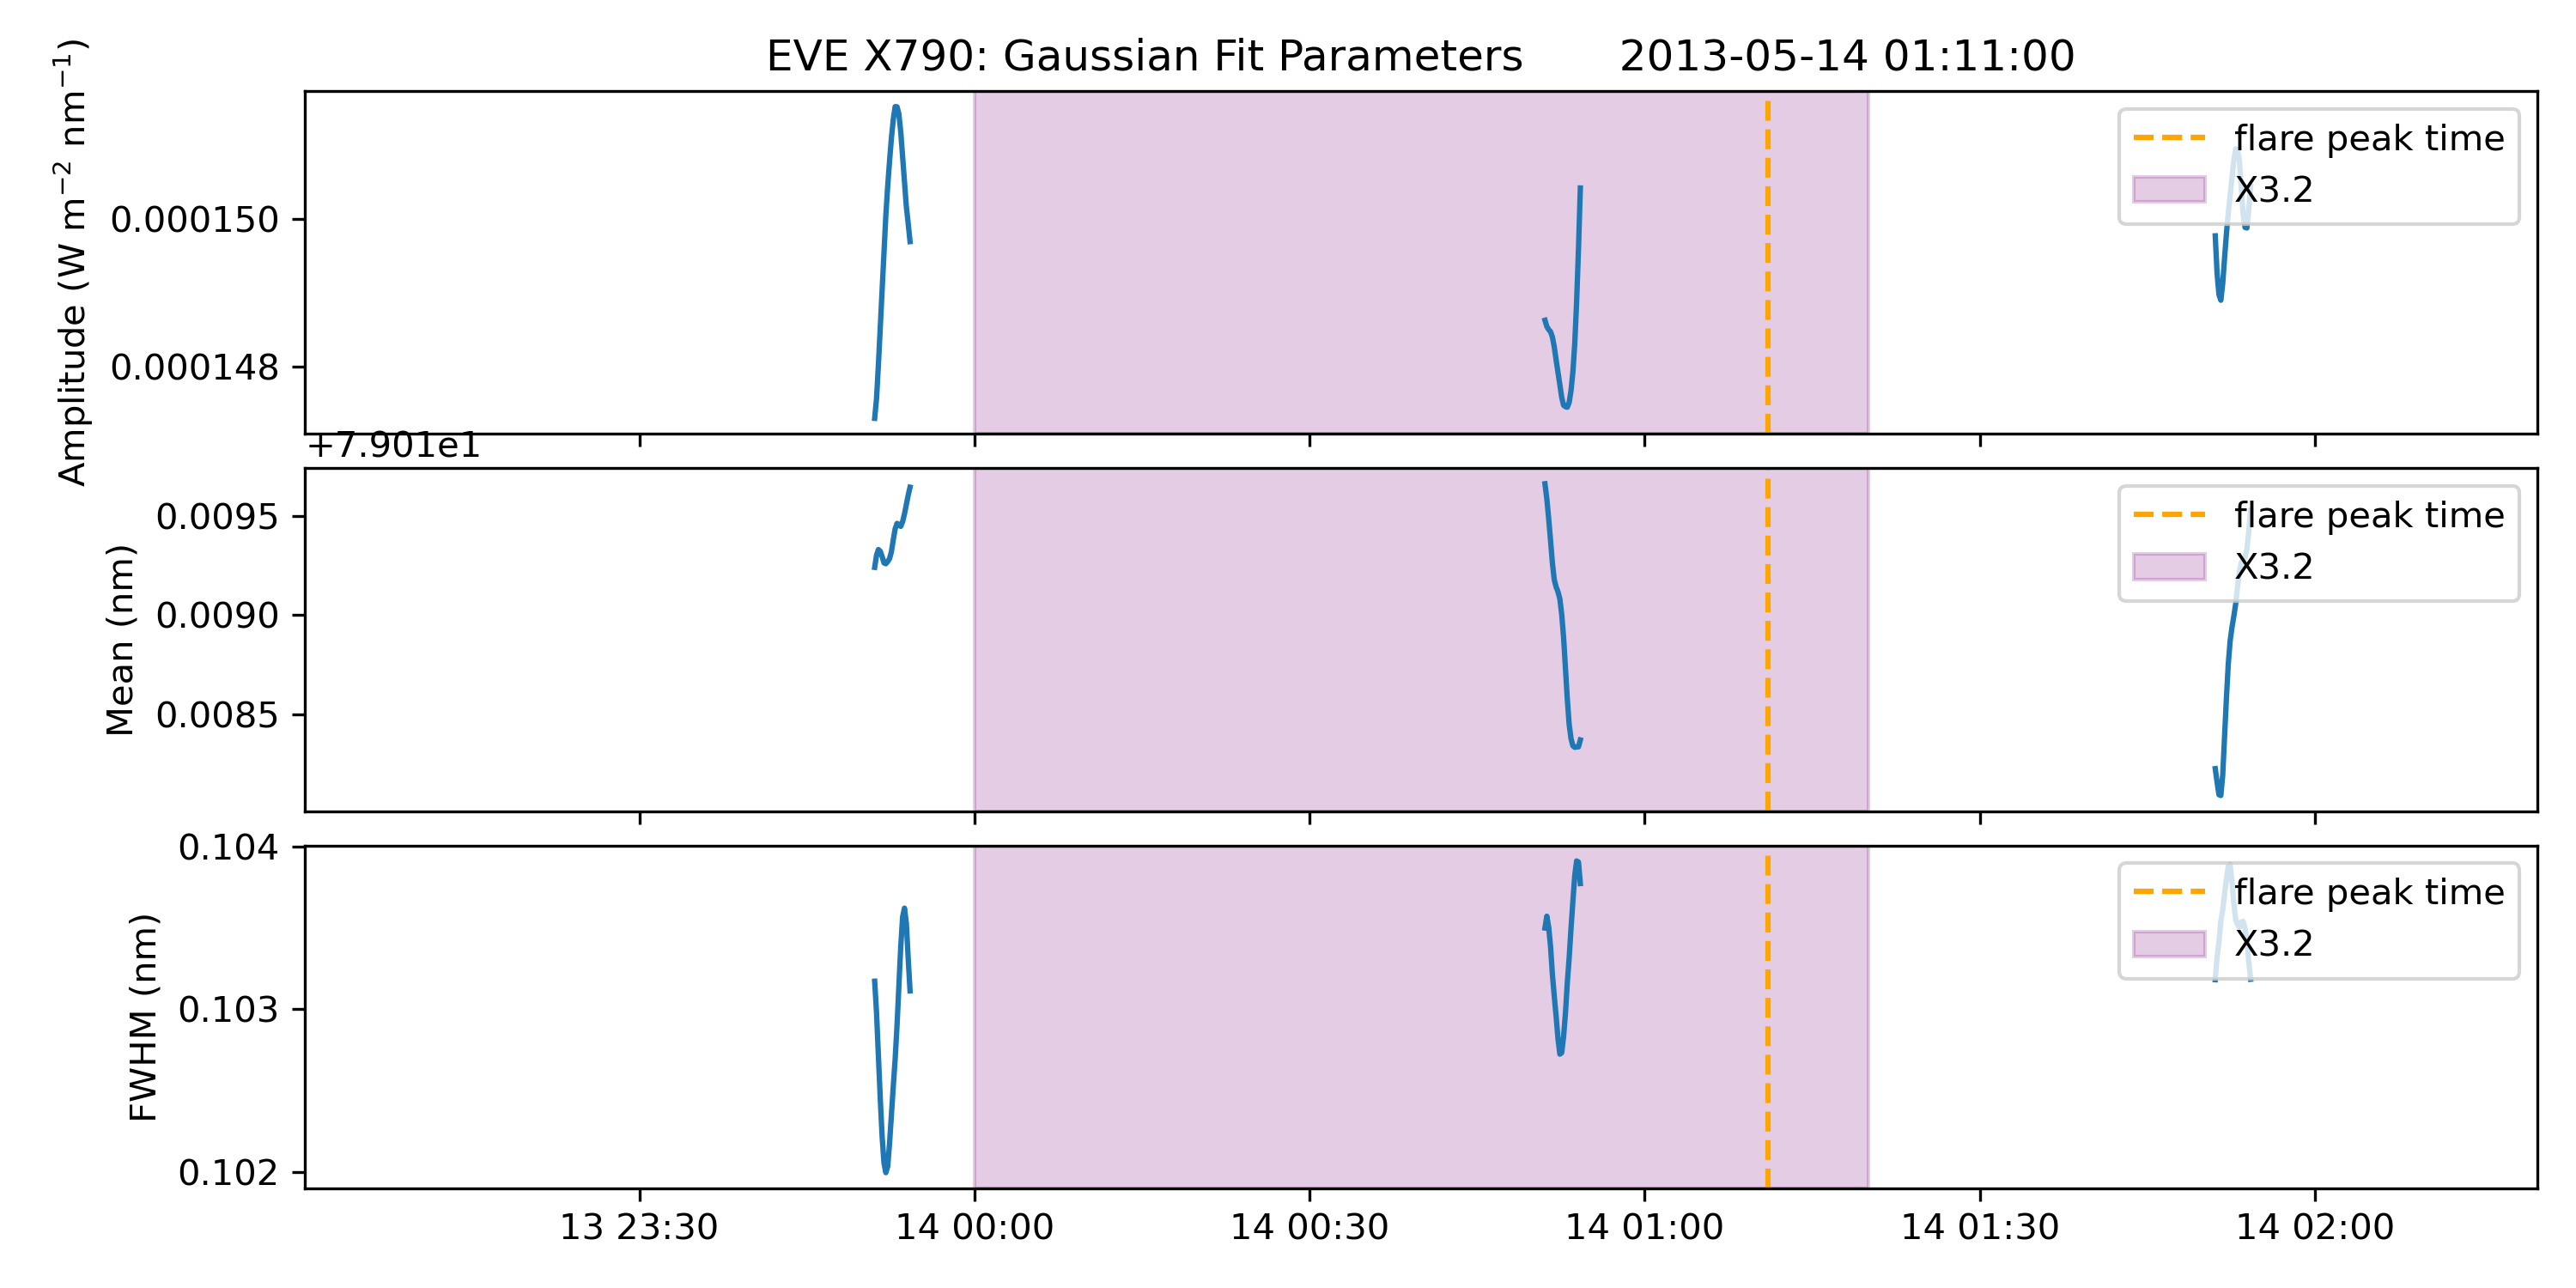 EVE X790: Gaussian Fit Parameters 2013-05-14 01:11:00
Amplitude (W m⁻² nm⁻¹)
0.000150
0.000148
flare peak time
X3.2
+7.901e1
Mean (nm)
0.0095
0.0090
0.0085
flare peak time
X3.2
FWHM (nm)
0.104
0.103
0.102
flare peak time
X3.2
13 23:30
14 00:00
14 00:30
14 01:00
14 01:30
14 02:00